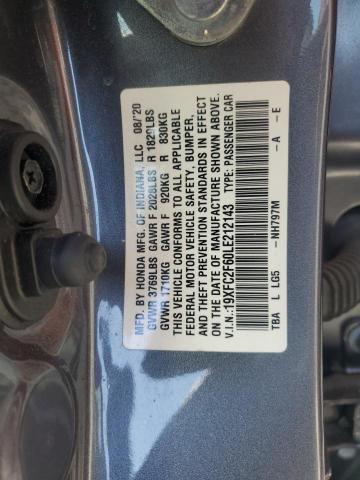 MFD. BY HONDA MFG. OF INDIANA, LLC 08/'20
GVWR 3769LBS GAWR F 2028LBS R 1829LBS
GVWR 1710KG GAWR F 920KG R 830KG
THIS VEHICLE CONFORMS TO ALL APPLICABLE
FEDERAL MOTOR VEHICLE SAFETY, BUMPER,
AND THEFT PREVENTION STANDARDS IN EFFECT
ON THE DATE OF MANUFACTURE SHOWN ABOVE.
V.I.N.:19XFC2F60LE212143 TYPE: PASSENGER CAR
TBA L LG5 -NH797M -A -E